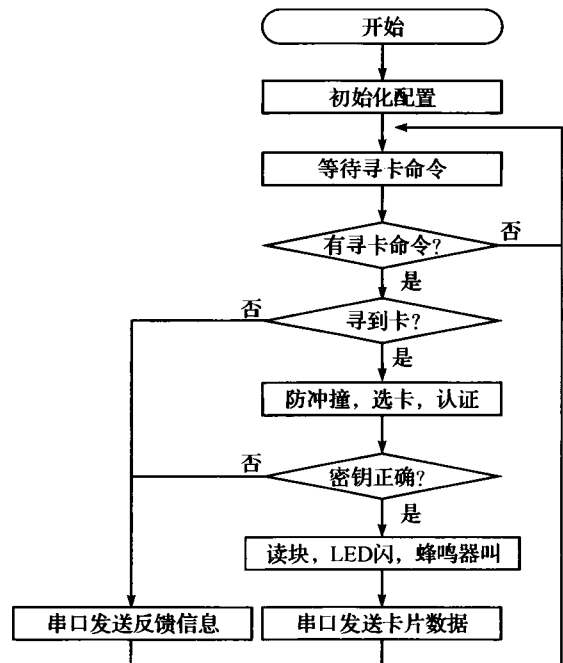 开始
初始化配置
等待寻卡命令
有寻卡命令?
否
是
否
寻到卡?
是
防冲撞，选卡，认证
否
密钥正确?
是
读块，LED闪，蜂鸣器叫
串口发送反馈信息
串口发送卡片数据